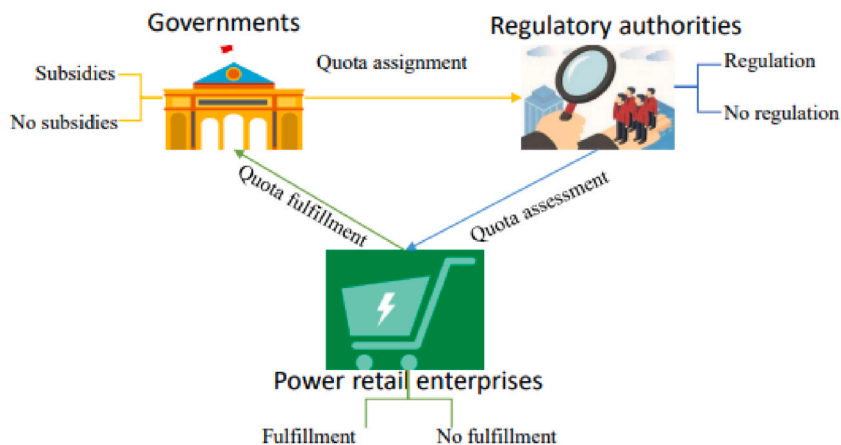 Governments
Regulatory authorities
Subsidies
No subsidies
Quota assignment
Regulation
No regulation
Quota fulfillment
Quota assessment
Power retail enterprises
Fulfillment
No fulfillment